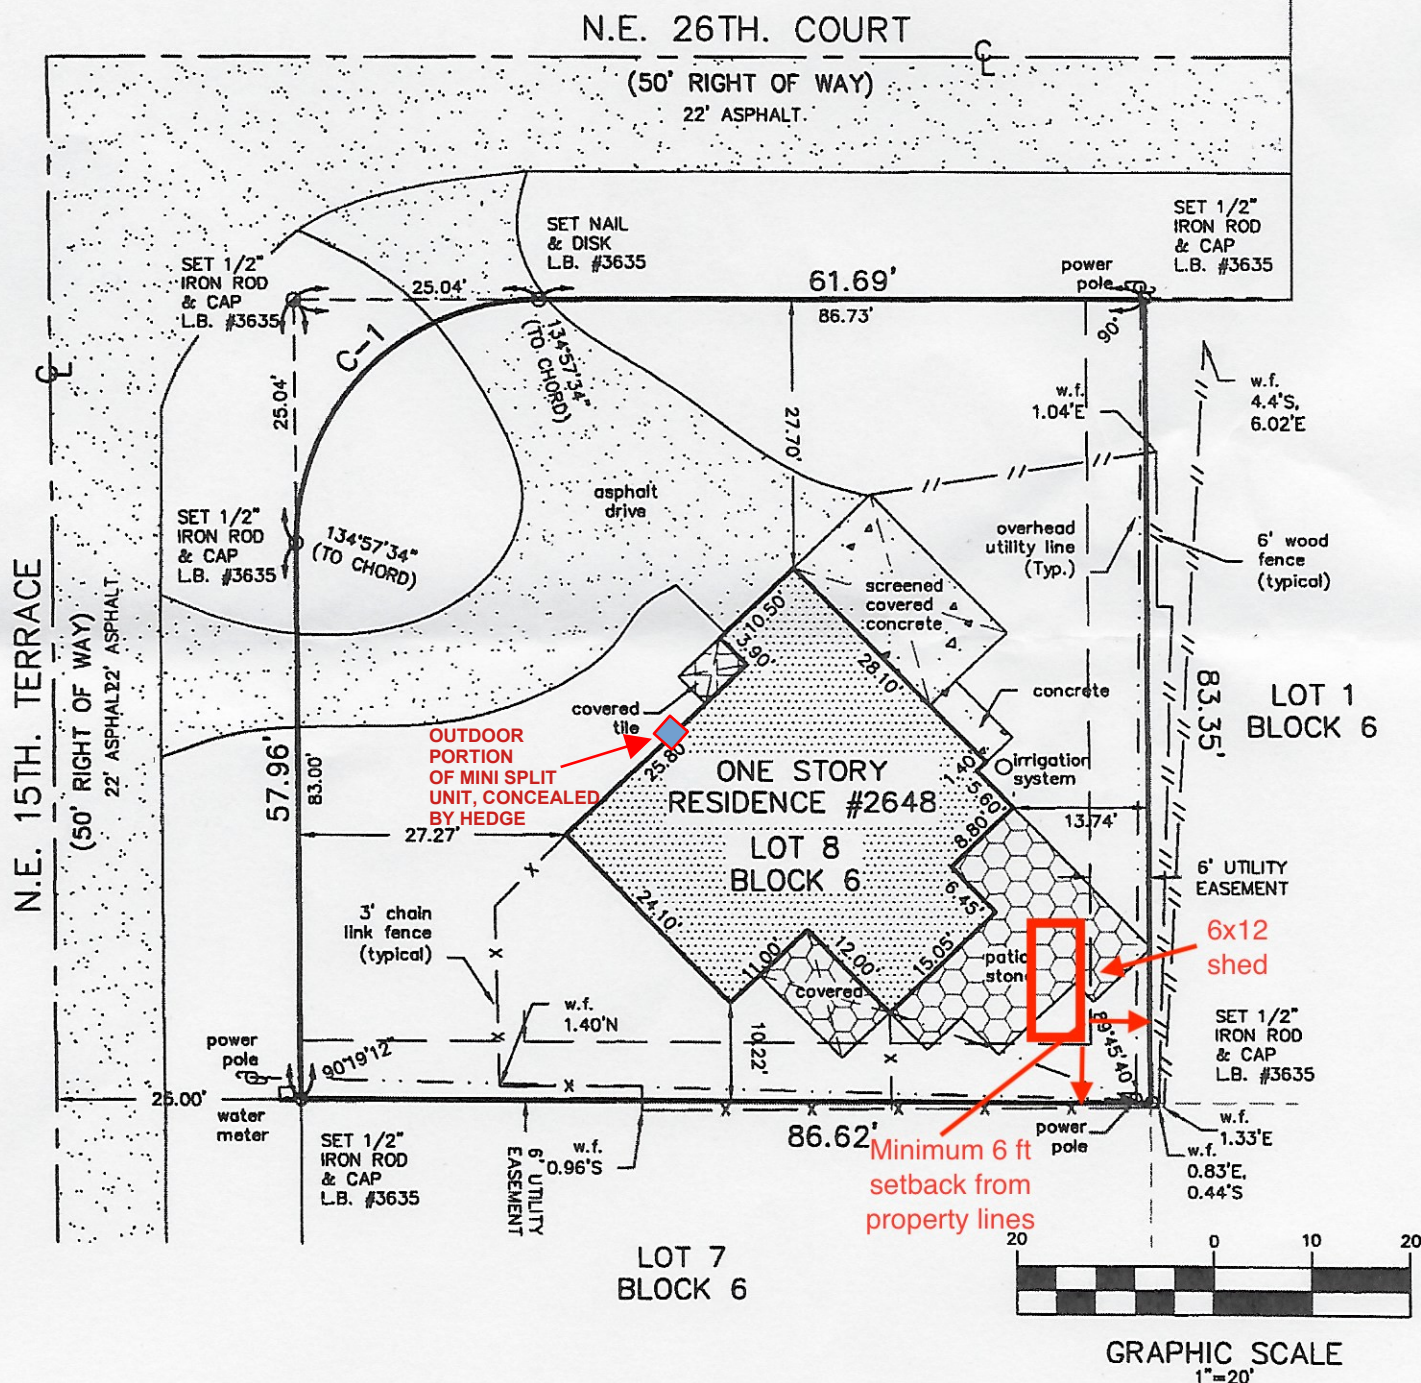 N.E. 26TH. COURT
CL
(50' RIGHT OF WAY)
22' ASPHALT.
SET NAIL
& DISK
L.B. #3635
SET 1/2"
IRON ROD
& CAP
L.B. #3635
SET 1/2"
IRON ROD
& CAP
L.B. #3635
power
pole
25.04'
61.69'
86.73'
90°
C-1
134°57'34"
(TO CHORD)
CL
25.04'
27.70'
w.f.
1.04'E
w.f.
4.4'S,
6.02'E
asphalt
drive
SET 1/2"
IRON ROD
& CAP
L.B. #3635
134°57'34"
(TO CHORD)
overhead
utility line
(Typ.)
6' wood
fence
(typical)
screened
covered
concrete
N.E. 15TH. TERRACE
(50' RIGHT OF WAY)
22' ASPHALT.
22' ASPHALT.
10.50'
3.90'
28.10'
concrete
83.35'
LOT 1
BLOCK 6
covered
tile
OUTDOOR
PORTION
OF MINI SPLIT
UNIT, CONCEALED
BY HEDGE
25.80'
57.96'
83.00'
ONE STORY
RESIDENCE #2648
LOT 8
BLOCK 6
1.40'
irrigation
system
5.60'
13.74'
27.27'
8.80'
6.45'
6' UTILITY
EASEMENT
3' chain
link fence
(typical)
24.10'
11.00'
12.00'
15.05'
covered
patio
stone
6x12
shed
w.f.
1.40'N
10.22'
89°45'40"
SET 1/2"
IRON ROD
& CAP
L.B. #3635
power
pole
90°19'12"
25.00'
water
meter
86.62'
power
pole
w.f.
1.33'E
w.f.
0.83'E,
0.44'S
SET 1/2"
IRON ROD
& CAP
L.B. #3635
6' UTILITY
EASEMENT
w.f.
0.96'S
Minimum 6 ft
setback from
property lines
LOT 7
BLOCK 6
20
0
20
GRAPHIC SCALE
1"=20'